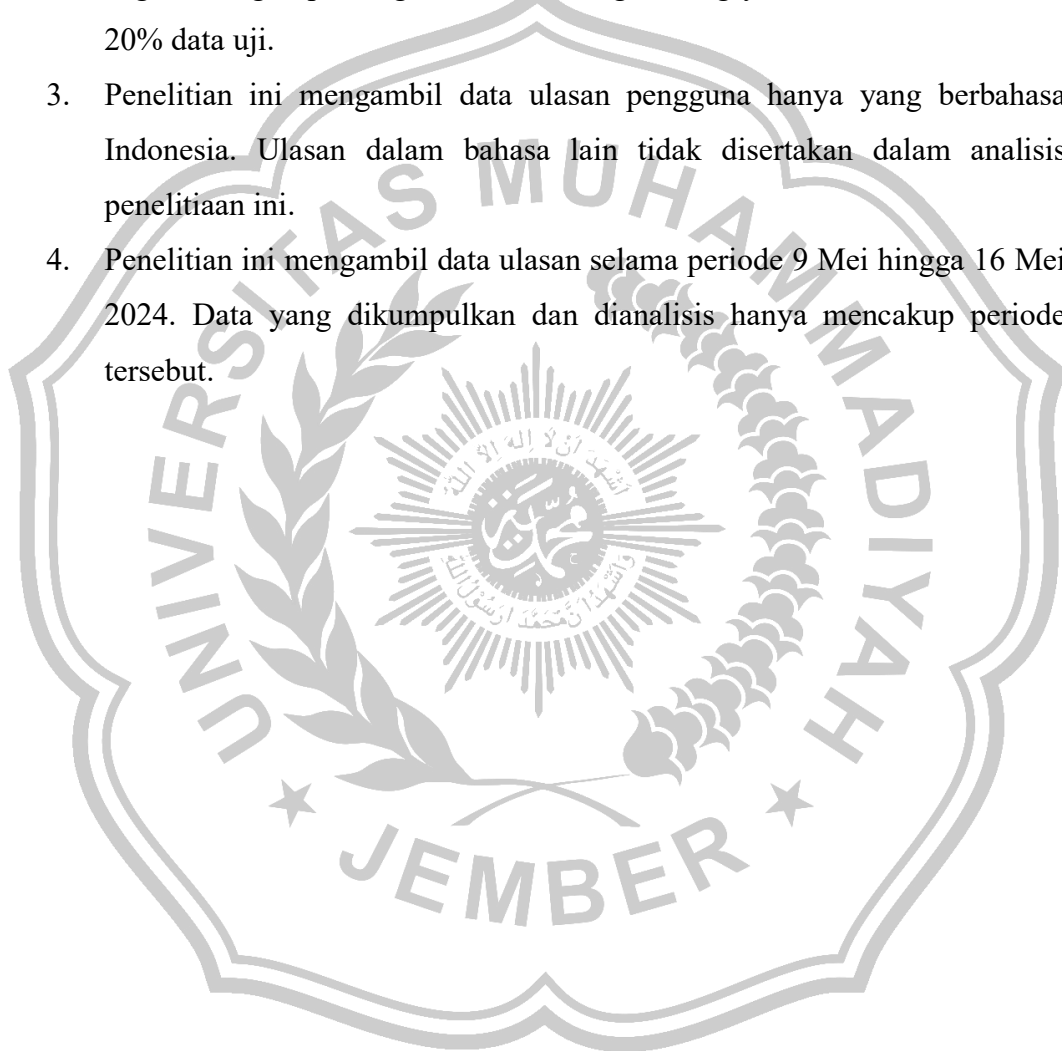 20% data uji.
3. Penelitian ini mengambil data ulasan pengguna hanya yang berbahasa
Indonesia. Ulasan dalam bahasa lain tidak disertakan dalam analisis
penelitiaan ini.
4. Penelitian ini mengambil data ulasan selama periode 9 Mei hingga 16 Mei
2024. Data yang dikumpulkan dan dianalisis hanya mencakup periode
tersebut.
UNIVERSITAS MUHAMMADIYAH
JEMBER